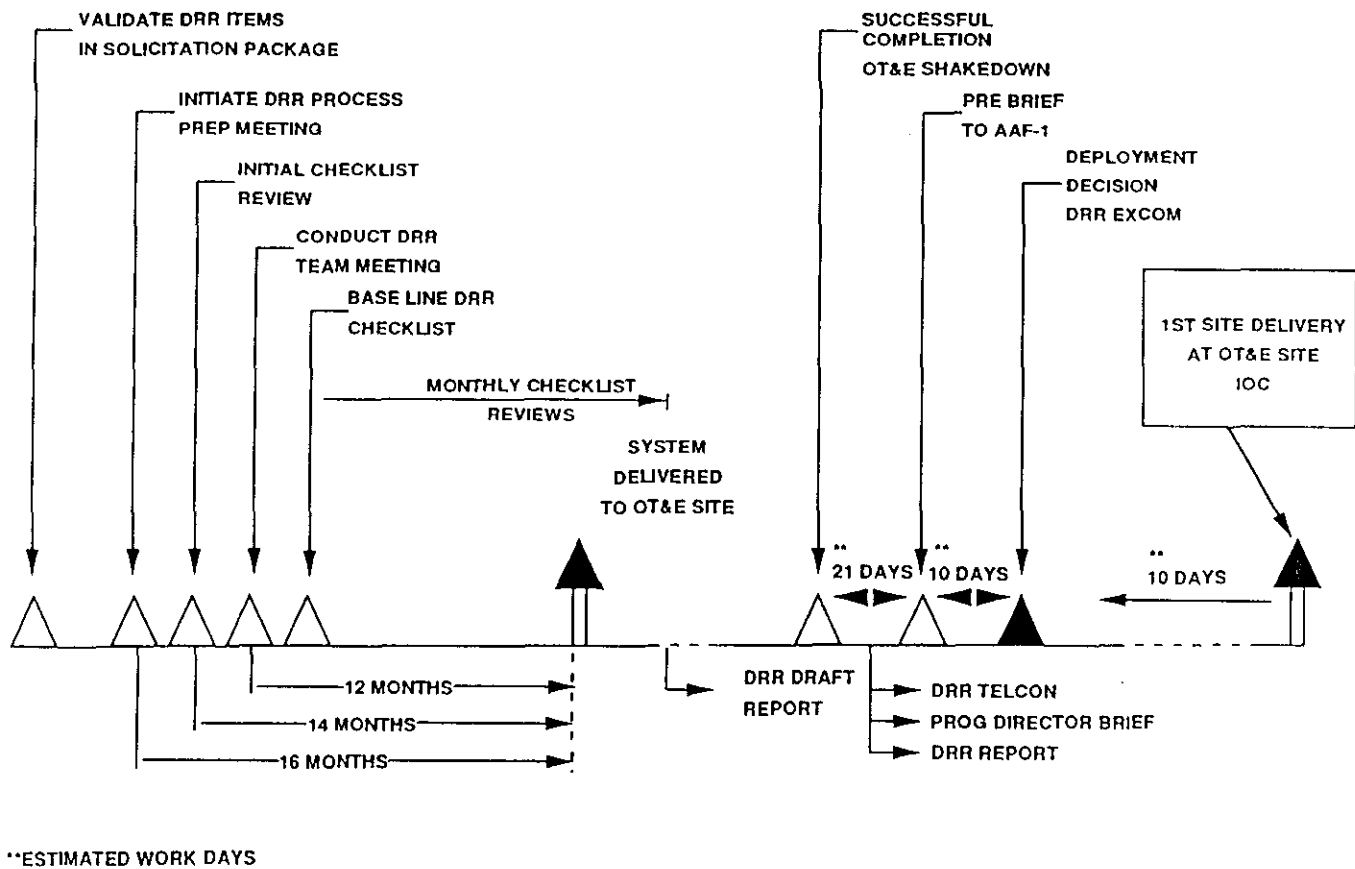 VALIDATE DRR ITEMS
IN SOLICITATION PACKAGE
INITIATE DRR PROCESS
PREP MEETING
INITIAL CHECKLIST
REVIEW
CONDUCT DRR
TEAM MEETING
BASE LINE DRR
CHECKLIST
MONTHLY CHECKLIST
REVIEWS
SYSTEM
DELIVERED
TO OT&E SITE
SUCCESSFUL
COMPLETION
OT&E SHAKEDOWN
PRE BRIEF
TO AAF-1
DEPLOYMENT
DECISION
DRR EXCOM
1ST SITE DELIVERY
AT OT&E SITE
IOC
**
21 DAYS
**
10 DAYS
**
10 DAYS
12 MONTHS
14 MONTHS
16 MONTHS
DRR DRAFT
REPORT
DRR TELCON
PROG DIRECTOR BRIEF
DRR REPORT
**ESTIMATED WORK DAYS